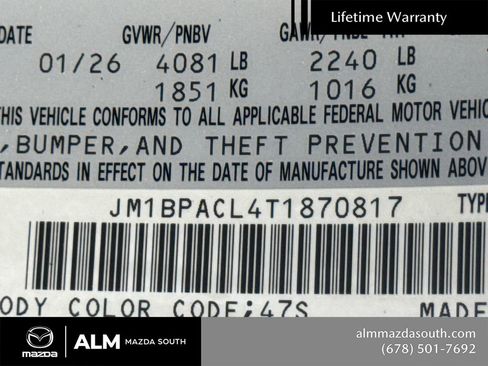 Lifetime Warranty
DATE GVWR/PNBV
01/26 4081 LB 2240 LB
1851 KG 1016 KG
THIS VEHICLE CONFORMS TO ALL APPLICABLE FEDERAL MOTOR VEHIC
,BUMPER,AND THEFT PREVENTION
STANDARDS IN EFFECT ON THE DATE OF MANUFACTURE SHOWN ABOV
JM1BPACL4T1870817 TYP
ODY COLOR CODE:47S MADE
mazda
ALM MAZDA SOUTH
almmazdasouth.com
(678) 501-7692